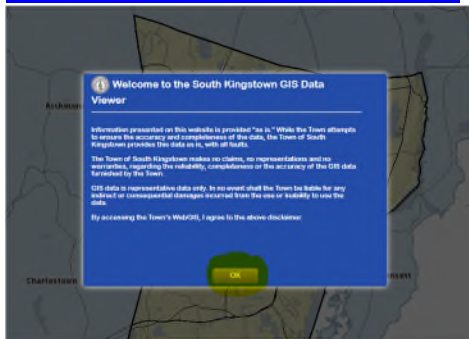 Welcome to the South Kingstown GIS Data
Viewer
Information presented on this website is provided "as is." While the Town attempts
to ensure the accuracy and completeness of the data, the Town of South
Kingstown provides this data as is, with all faults.
The Town of South Kingstown makes no claims, no representations and no
warranties, regarding the reliability, completeness or the accuracy of the GIS data
furnished by the Town.
GIS data is representative data only. In no event shall the Town be liable for any
indirect or consequential damages incurred from the use or inability to use the
data.
By accessing the Town's WebGIS, I agree to the above disclaimer.
OK
Charlestown